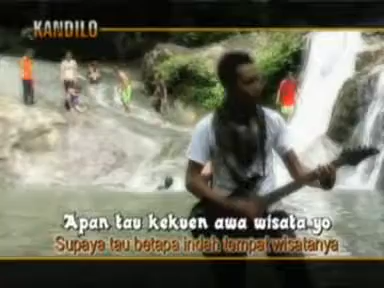 KANDILO
Apan tau kekuen awa wisata yo
Supaya tau betapa indah tempat wisatanya